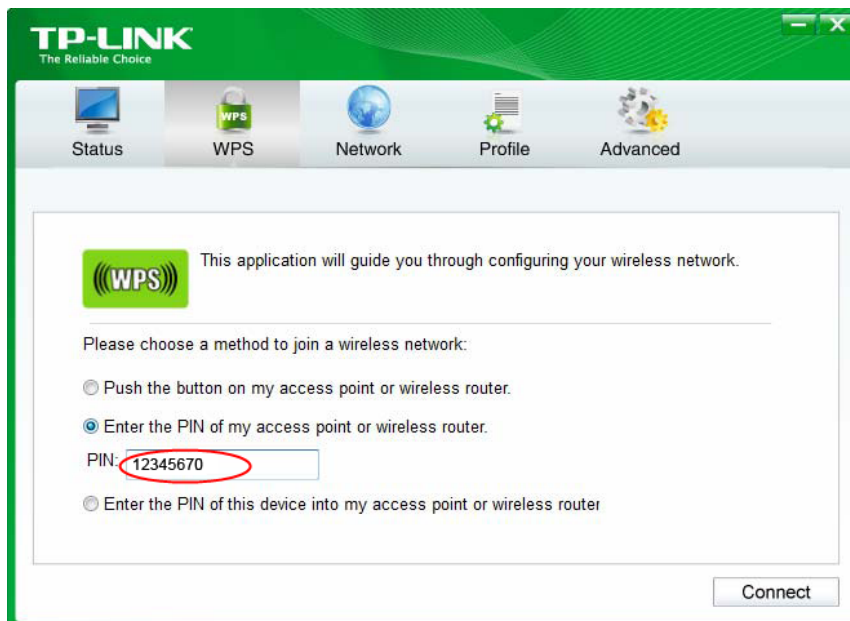 TP-LINK
The Reliable Choice
WPS
Status WPS Network Profile Advanced
(((WPS)))
This application will guide you through configuring your wireless network.
Please choose a method to join a wireless network:
Push the button on my access point or wireless router.
Enter the PIN of my access point or wireless router.
PIN: 12345670
Enter the PIN of this device into my access point or wireless router
Connect